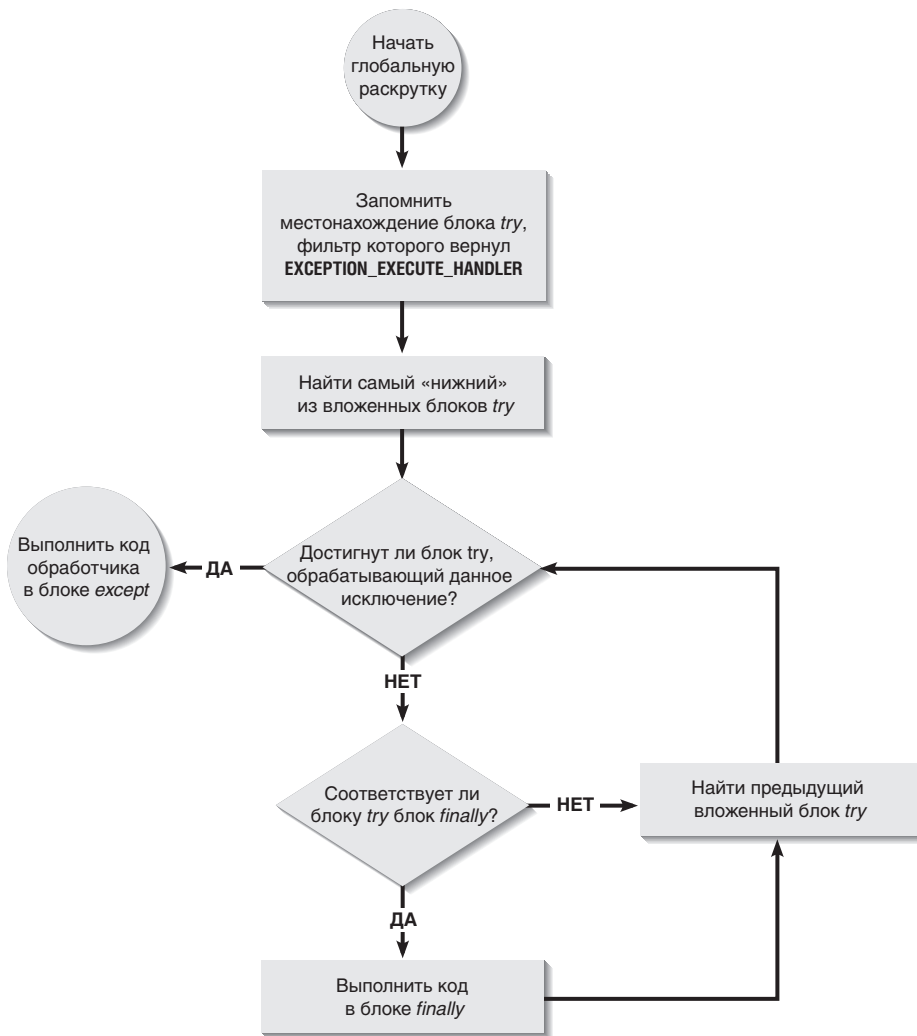 Начать
глобальную
раскрутку
Запомнить
местонахождение блока try,
фильтр которого вернул
EXCEPTION_EXECUTE_HANDLER
Найти самый «нижний»
из вложенных блоков try
Выполнить код
обработчика
в блоке except
ДА
Достигнут ли блок try,
обрабатывающий данное
исключение?
НЕТ
Соответствует ли
блоку try блок finally?
НЕТ
Найти предыдущий
вложенный блок try
ДА
Выполнить код
в блоке finally